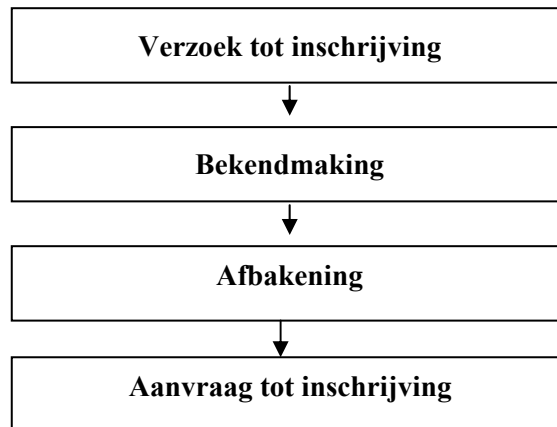 Verzoek tot inschrijving
Bekendmaking
Afbakening
Aanvraag tot inschrijving